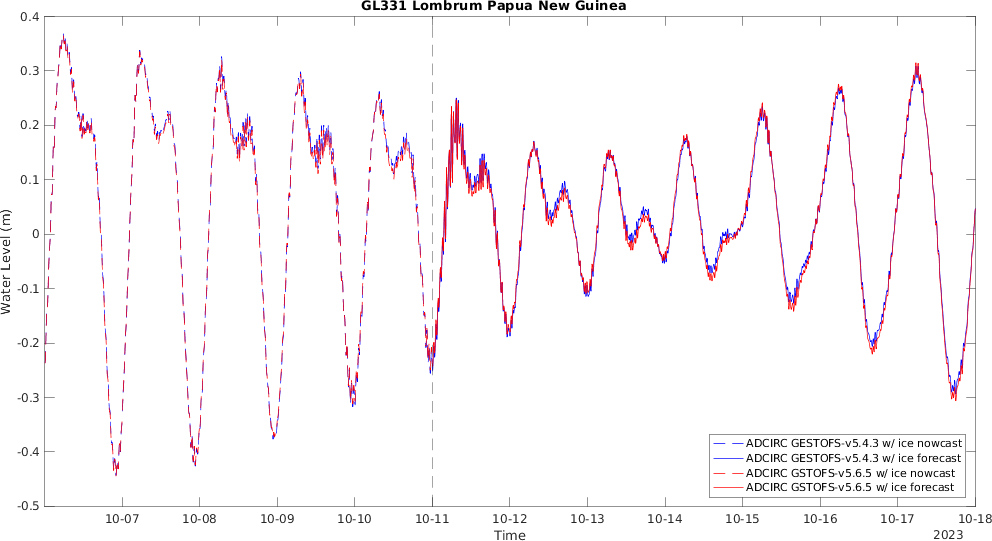 GL331 Lombrum Papua New Guinea
0.4
0.3
0.2
0.1
0
-0.1
-0.2
-0.3
-0.4
-0.5
Water Level (m)
10-07 10-08 10-09 10-10 10-11 10-12 10-13 10-14 10-15 10-16 10-17 10-18
Time
2023
ADCIRC GESTOFS-v5.4.3 w/ ice nowcast
ADCIRC GESTOFS-v5.4.3 w/ ice forecast
ADCIRC GSTOFS-v5.6.5 w/ ice nowcast
ADCIRC GSTOFS-v5.6.5 w/ ice forecast